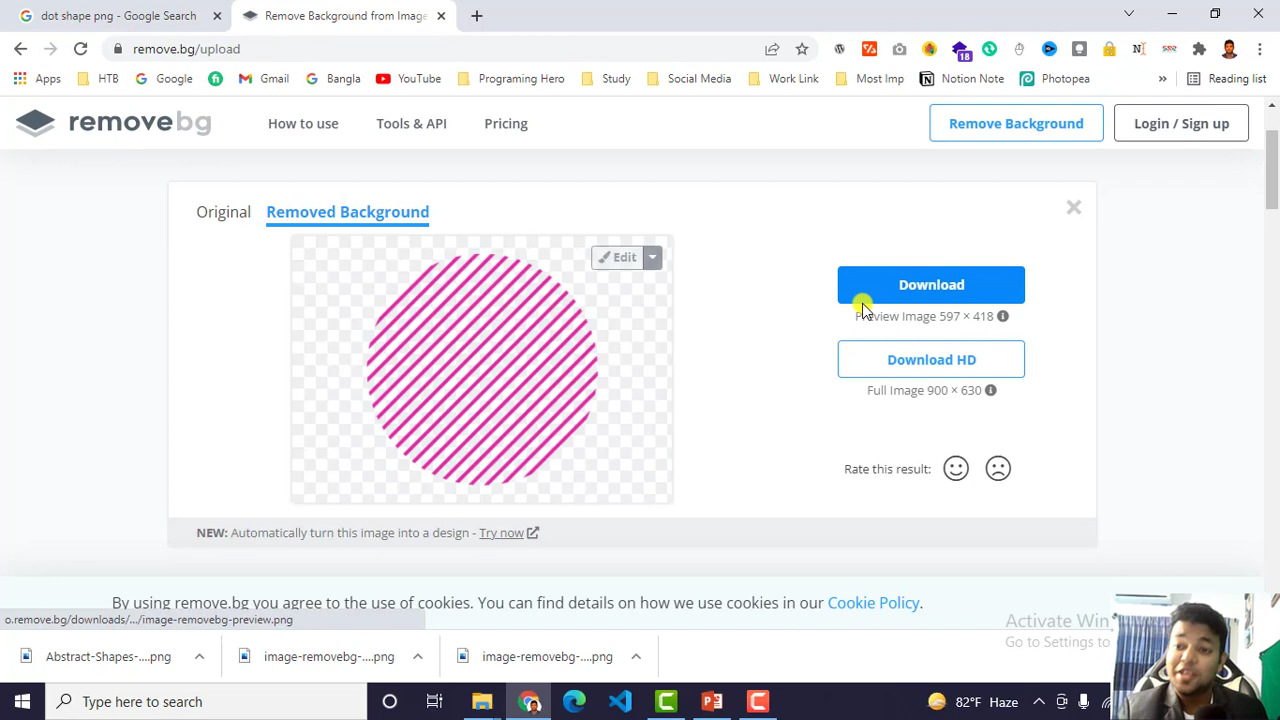 dot shape png - Google Search
Remove Background from Image
remove.bg/upload
18
Apps
HTB
Google
Gmail
Bangla
YouTube
Programing Hero
Study
Social Media
Work Link
Most Imp
Notion Note
Photopea
»
Reading list
removebg
How to use
Tools & API
Pricing
Remove Background
Login / Sign up
Original
Removed Background
Edit
Download
Preview Image 597 × 418
Download HD
Full Image 900 × 630
Rate this result:
NEW: Automatically turn this image into a design - Try now
By using remove.bg you agree to the use of cookies. You can find details on how we use cookies in our Cookie Policy.
o.remove.bg/downloads/.../image-removebg-preview.png
Activate Win
Go to Settings to
Abstract-Shapes-....png
image-removebg-....png
image-removebg-....png
Type here to search
82°F Haze